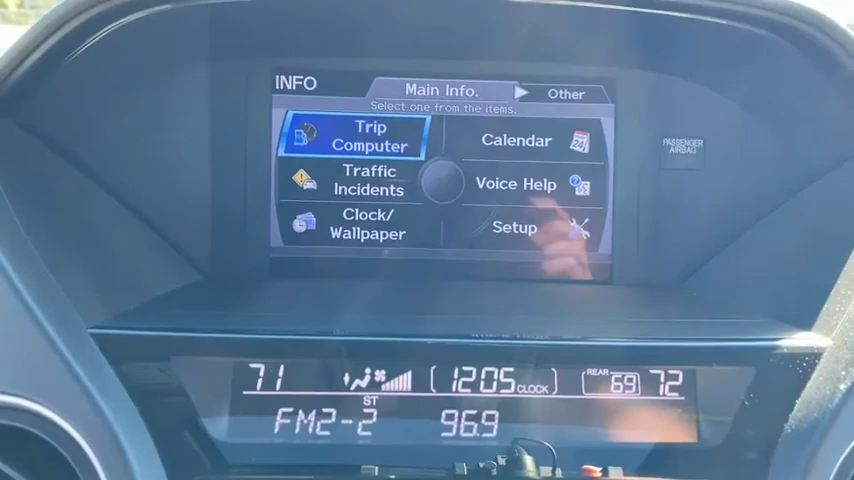 INFO
Main Info.
Other
Select one from the items.
Trip
Computer
Calendar
24
Traffic
Incidents
Voice Help
Clock/
Wallpaper
Setup
PASSENGER
AIRBAG
71
1205 CLOCK
REAR 69
72
ST
FM2-2
96.9